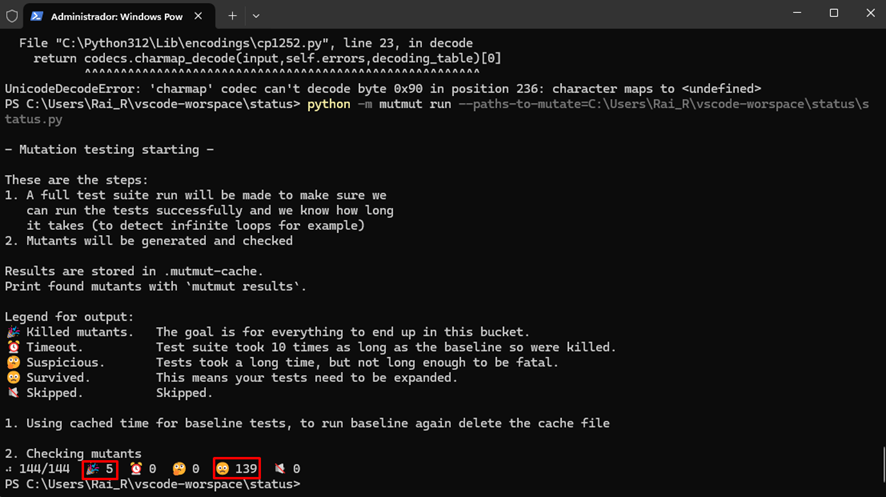 Administrador: Windows Pow
File "C:\Python312\Lib\encodings\cp1252.py", line 23, in decode
return codecs.charmap_decode(input,self.errors,decoding_table)[0]
^^^^^^^^^^^^^^^^^^^^^^^^^^^^^^^^^^^^^^^^^^^^^^^^^^^^^^
UnicodeDecodeError: 'charmap' codec can't decode byte 0x90 in position 236: character maps to <undefined>
PS C:\Users\Rai_R\vscode-worspace\status> python -m mutmut run --paths-to-mutate=C:\Users\Rai_R\vscode-worspace\status\s
tatus.py
- Mutation testing starting -
These are the steps:
1. A full test suite run will be made to make sure we
can run the tests successfully and we know how long
it takes (to detect infinite loops for example)
2. Mutants will be generated and checked
Results are stored in .mutmut-cache.
Print found mutants with `mutmut results`.
Legend for output:
🎉 Killed mutants.   The goal is for everything to end up in this bucket.
⏰ Timeout.          Test suite took 10 times as long as the baseline so were killed.
🤔 Suspicious.       Tests took a long time, but not long enough to be fatal.
🙁 Survived.         This means your tests need to be expanded.
🔇 Skipped.          Skipped.
1. Using cached time for baseline tests, to run baseline again delete the cache file
2. Checking mutants
⠴ 144/144  🎉 5  ⏰ 0  🤔 0  🙁 139  🔇 0
PS C:\Users\Rai_R\vscode-worspace\status>